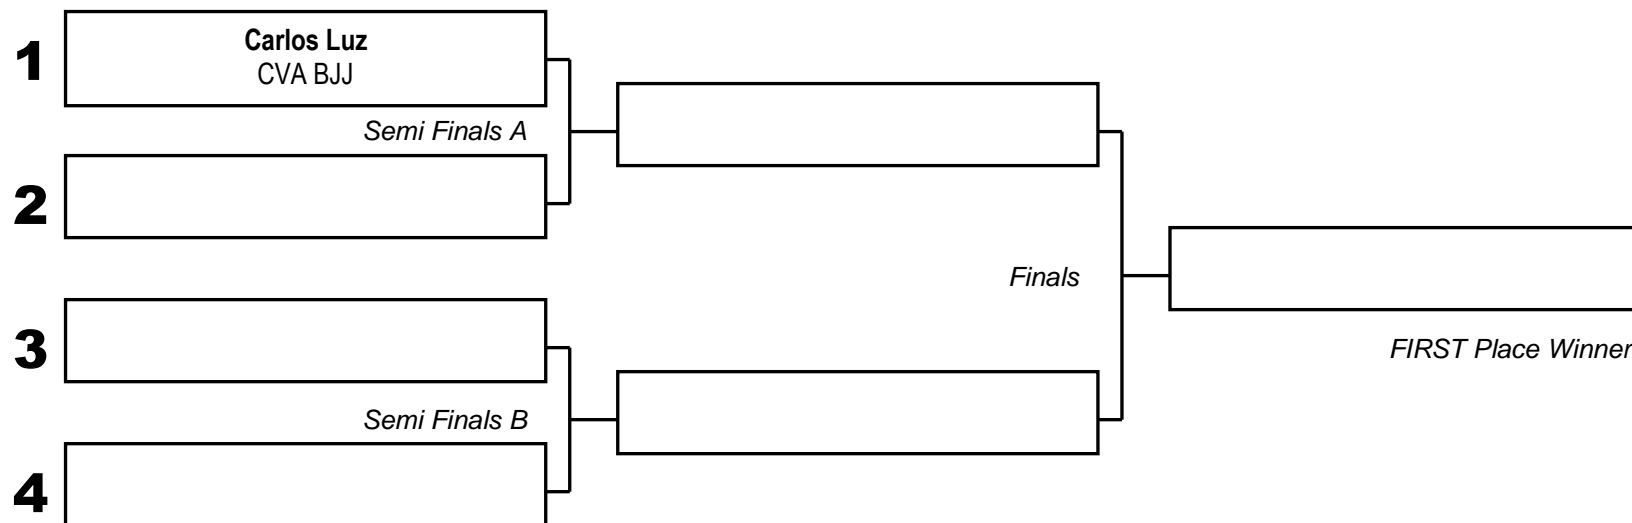 1
Carlos Luz
CVA BJJ
Semi Finals A
2
Finals
3
FIRST Place Winner
Semi Finals B
4